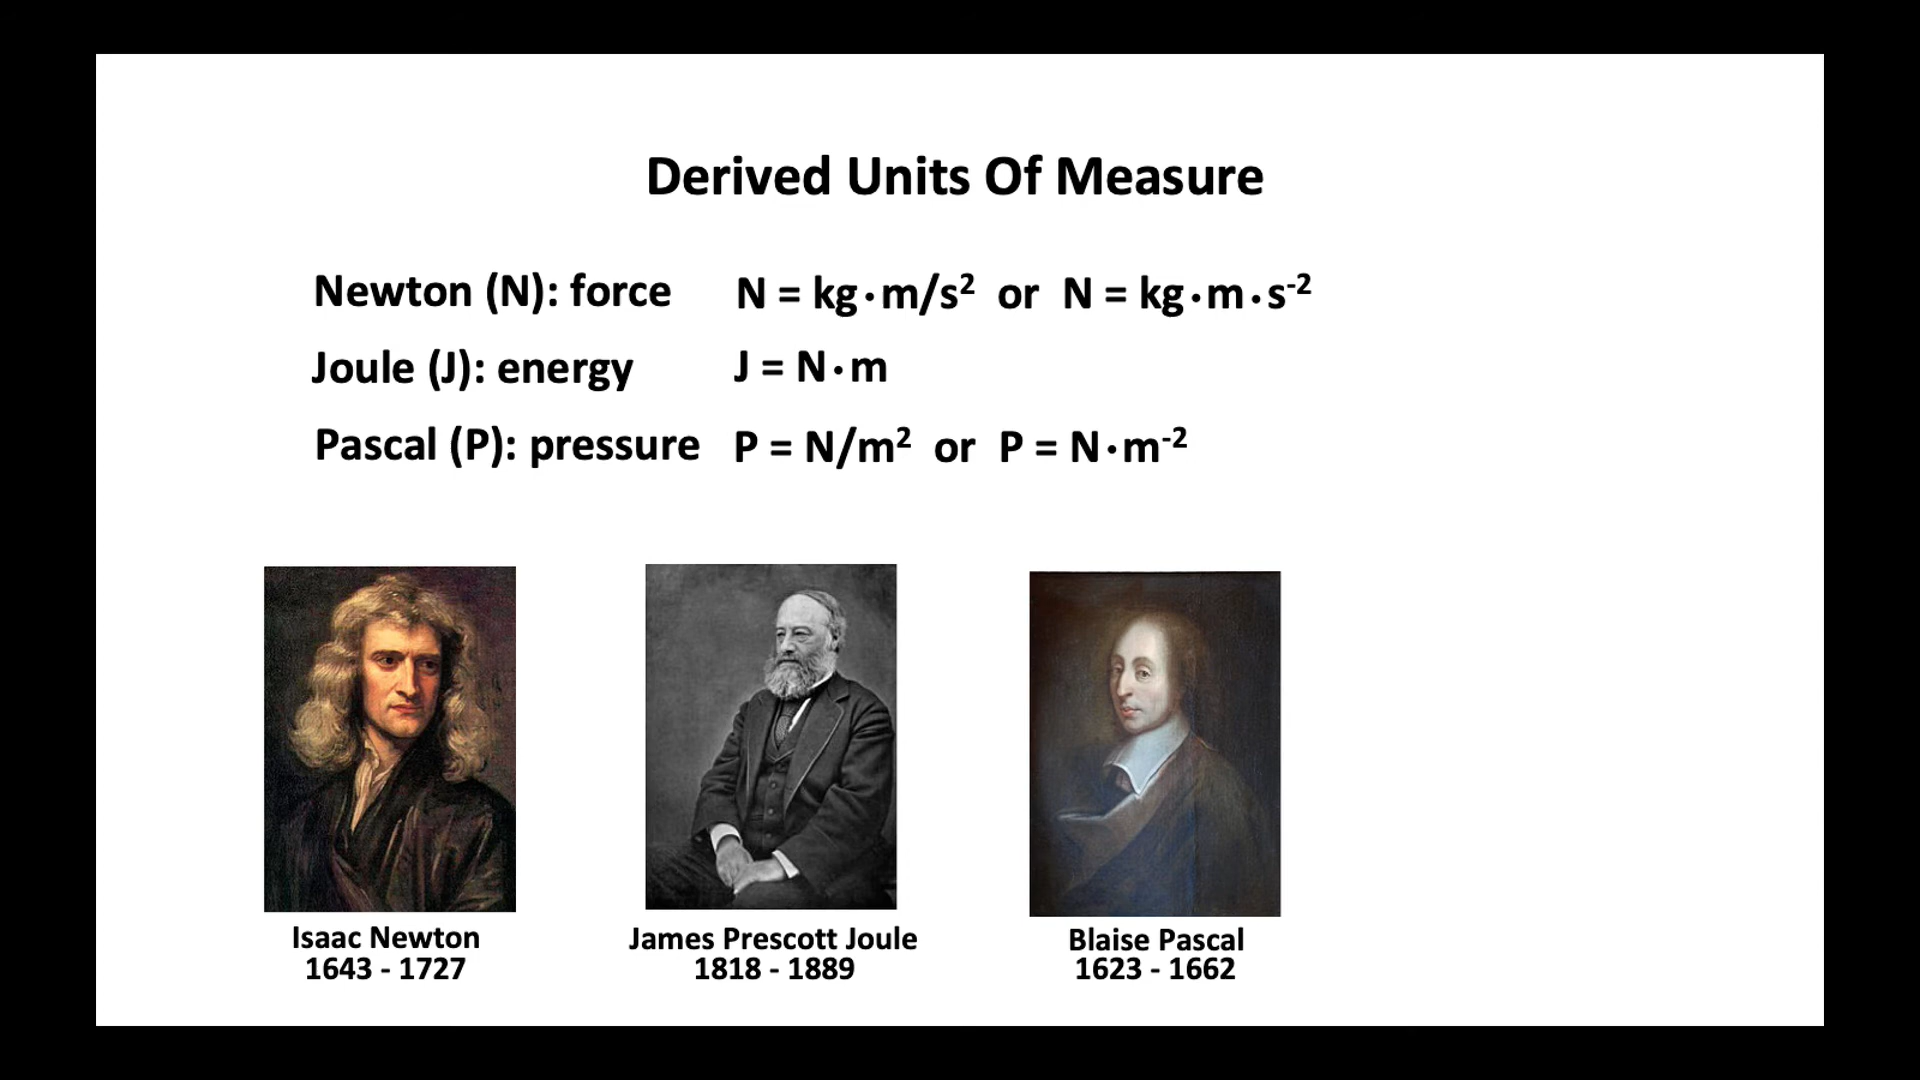 Derived Units Of Measure
Newton (N): force N = kg·m/s² or N = kg·m·s⁻²
Joule (J): energy J = N·m
Pascal (P): pressure P = N/m² or P = N·m⁻²
Isaac Newton
1643 - 1727
James Prescott Joule
1818 - 1889
Blaise Pascal
1623 - 1662